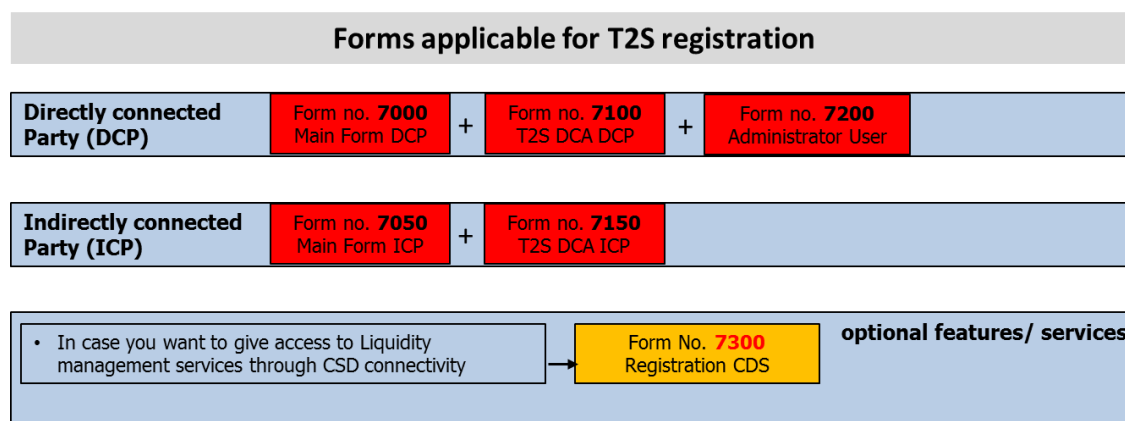 Forms applicable for T2S registration
Directly connected
Party (DCP)
Form no. 7000
Main Form DCP
+
Form no. 7100
T2S DCA DCP
+
Form no. 7200
Administrator User
Indirectly connected
Party (ICP)
Form no. 7050
Main Form ICP
+
Form no. 7150
T2S DCA ICP
• In case you want to give access to Liquidity
management services through CSD connectivity
Form No. 7300
Registration CDS
optional features/ services